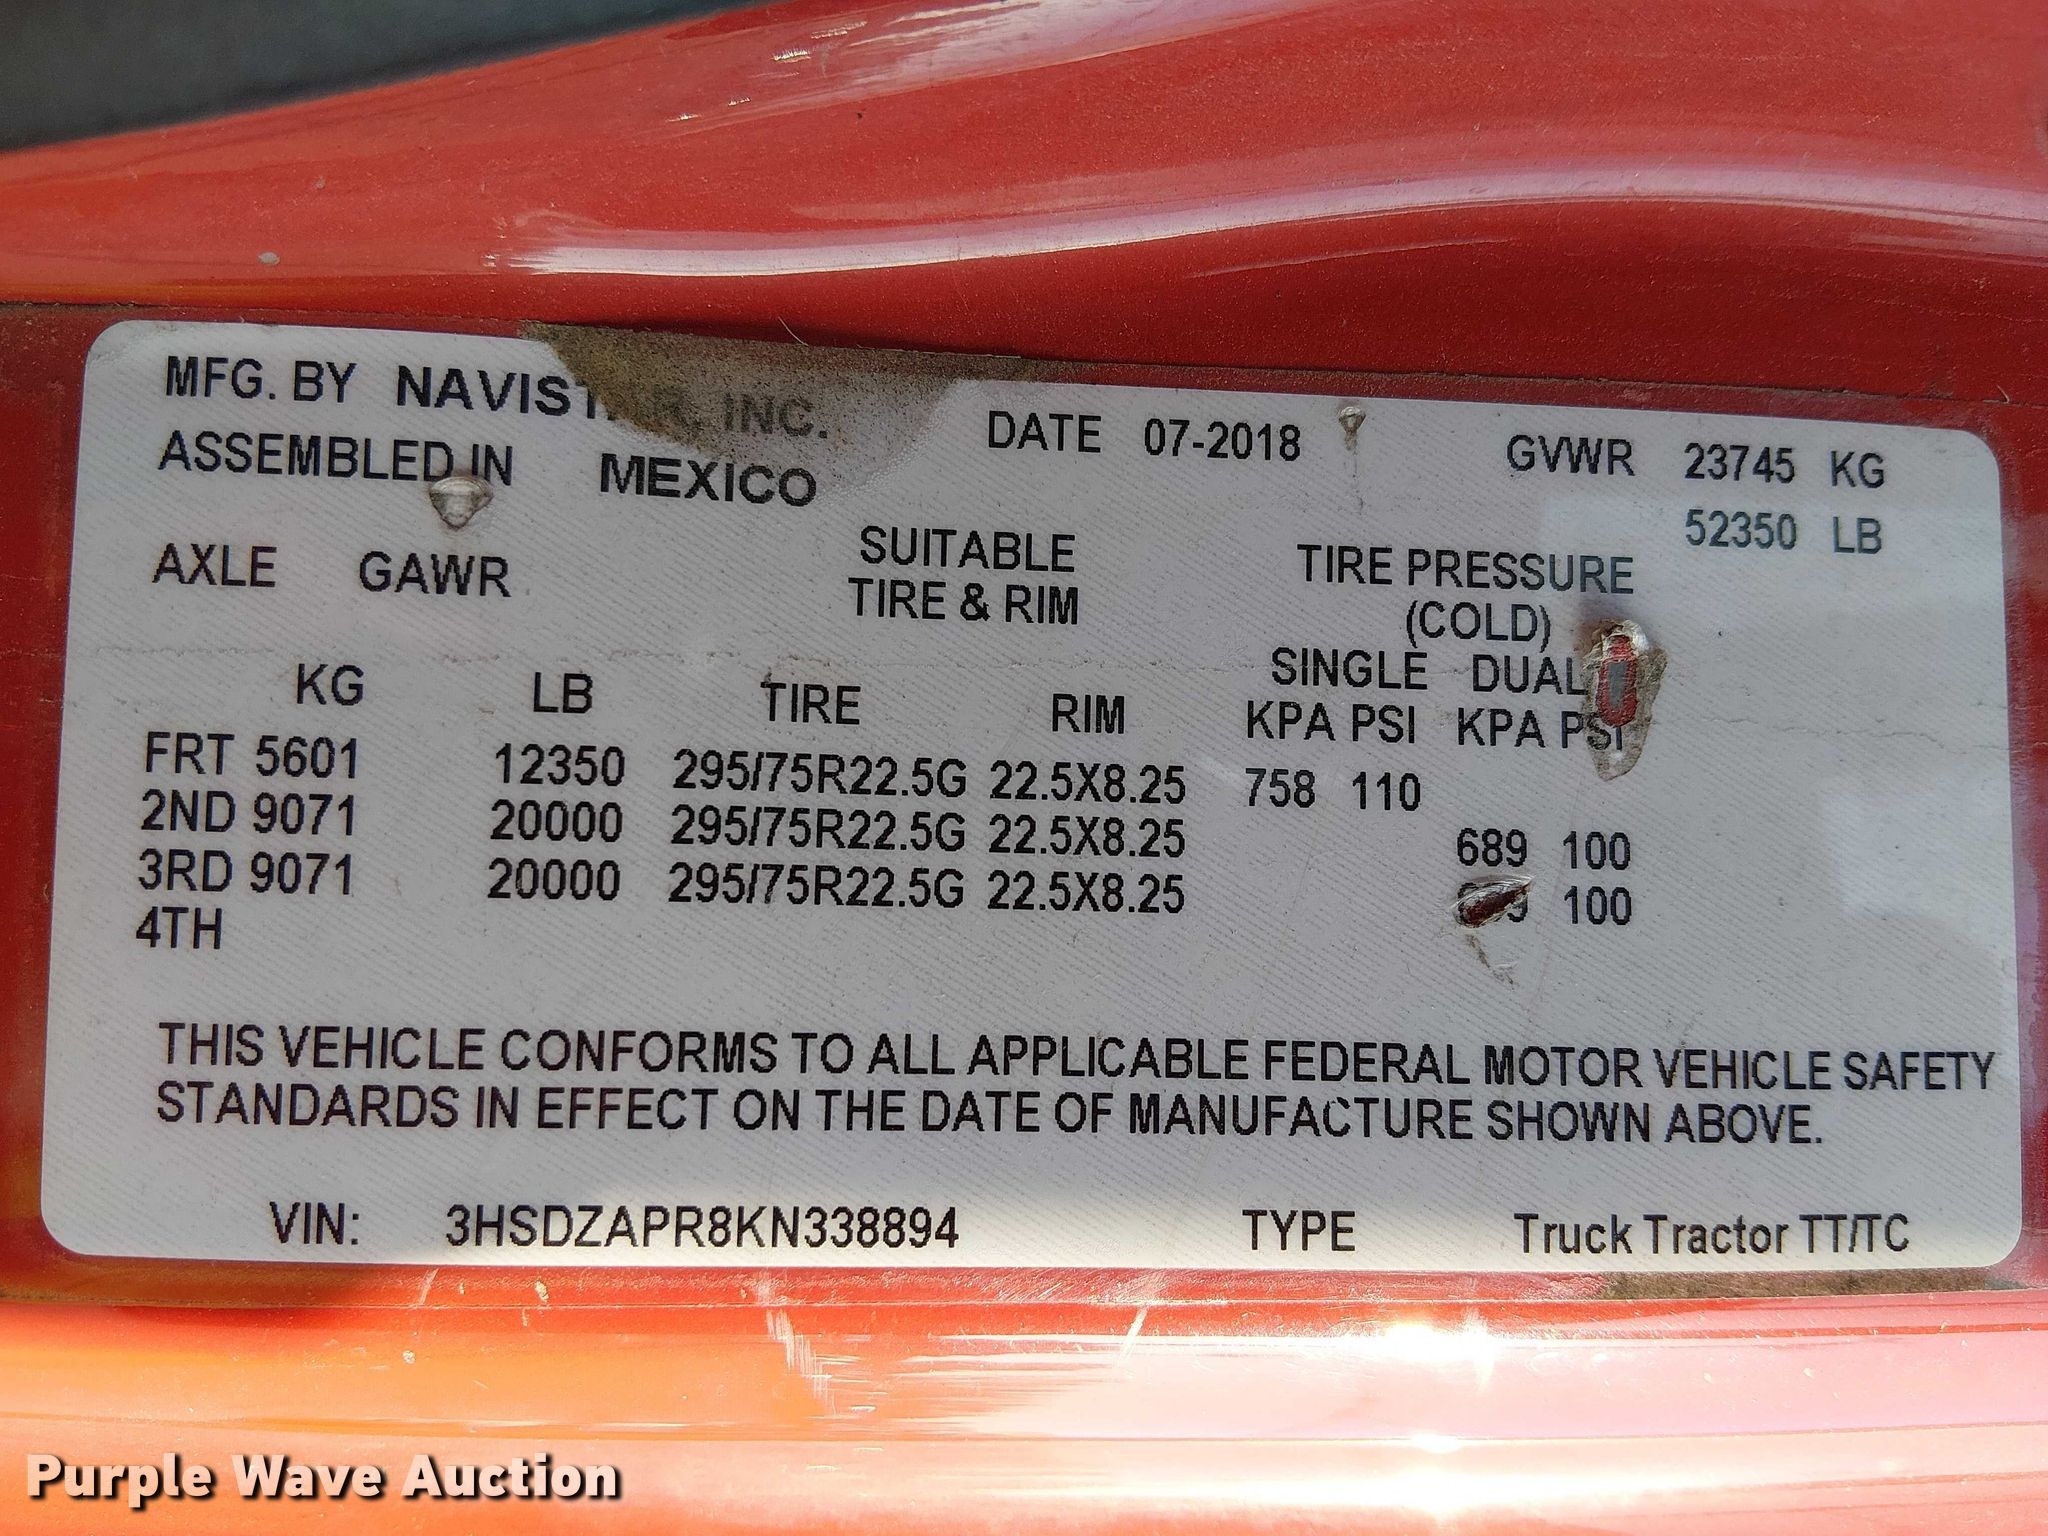 MFG. BY NAVISTAR, INC. DATE 07-2018 GVWR 23745 KG
ASSEMBLED IN MEXICO 52350 LB
AXLE GAWR SUITABLE TIRE PRESSURE
TIRE & RIM (COLD)
SINGLE DUAL
KG LB TIRE RIM KPA PSI KPA PSI
FRT 5601 12350 295/75R22.5G 22.5X8.25 758 110
2ND 9071 20000 295/75R22.5G 22.5X8.25 689 100
3RD 9071 20000 295/75R22.5G 22.5X8.25 100
4TH
THIS VEHICLE CONFORMS TO ALL APPLICABLE FEDERAL MOTOR VEHICLE SAFETY
STANDARDS IN EFFECT ON THE DATE OF MANUFACTURE SHOWN ABOVE.
VIN: 3HSDZAPR8KN338894 TYPE Truck Tractor TT/TC
Purple Wave Auction